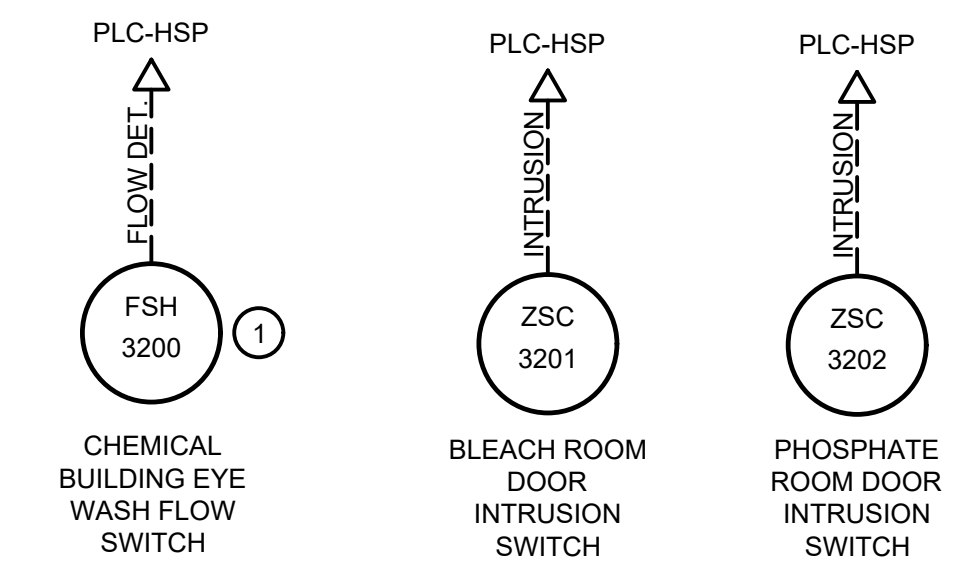 PLC-HSP
FLOW DET.
FSH
3200
1
CHEMICAL
BUILDING EYE
WASH FLOW
SWITCH
PLC-HSP
INTRUSION
ZSC
3201
BLEACH ROOM
DOOR
INTRUSION
SWITCH
PLC-HSP
INTRUSION
ZSC
3202
PHOSPHATE
ROOM DOOR
INTRUSION
SWITCH